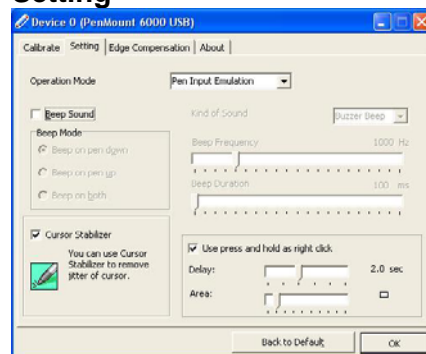 Setting
Device 0 (PenMount 6000 USB)
Calibrate Setting Edge Compensation About
Operation Mode Pen Input Emulation
Beep Sound
Kind of Sound Buzzer Beep
Beep Mode
Beep on pen down
Beep on pen up
Beep on both
Beep Frequency 1000 Hz
Beep Duration 100 ms
Cursor Stabilizer
You can use Cursor
Stabilizer to remove
jitter of cursor.
Use press and hold as right click
Delay: 2.0 sec
Area:
Back to Default
OK